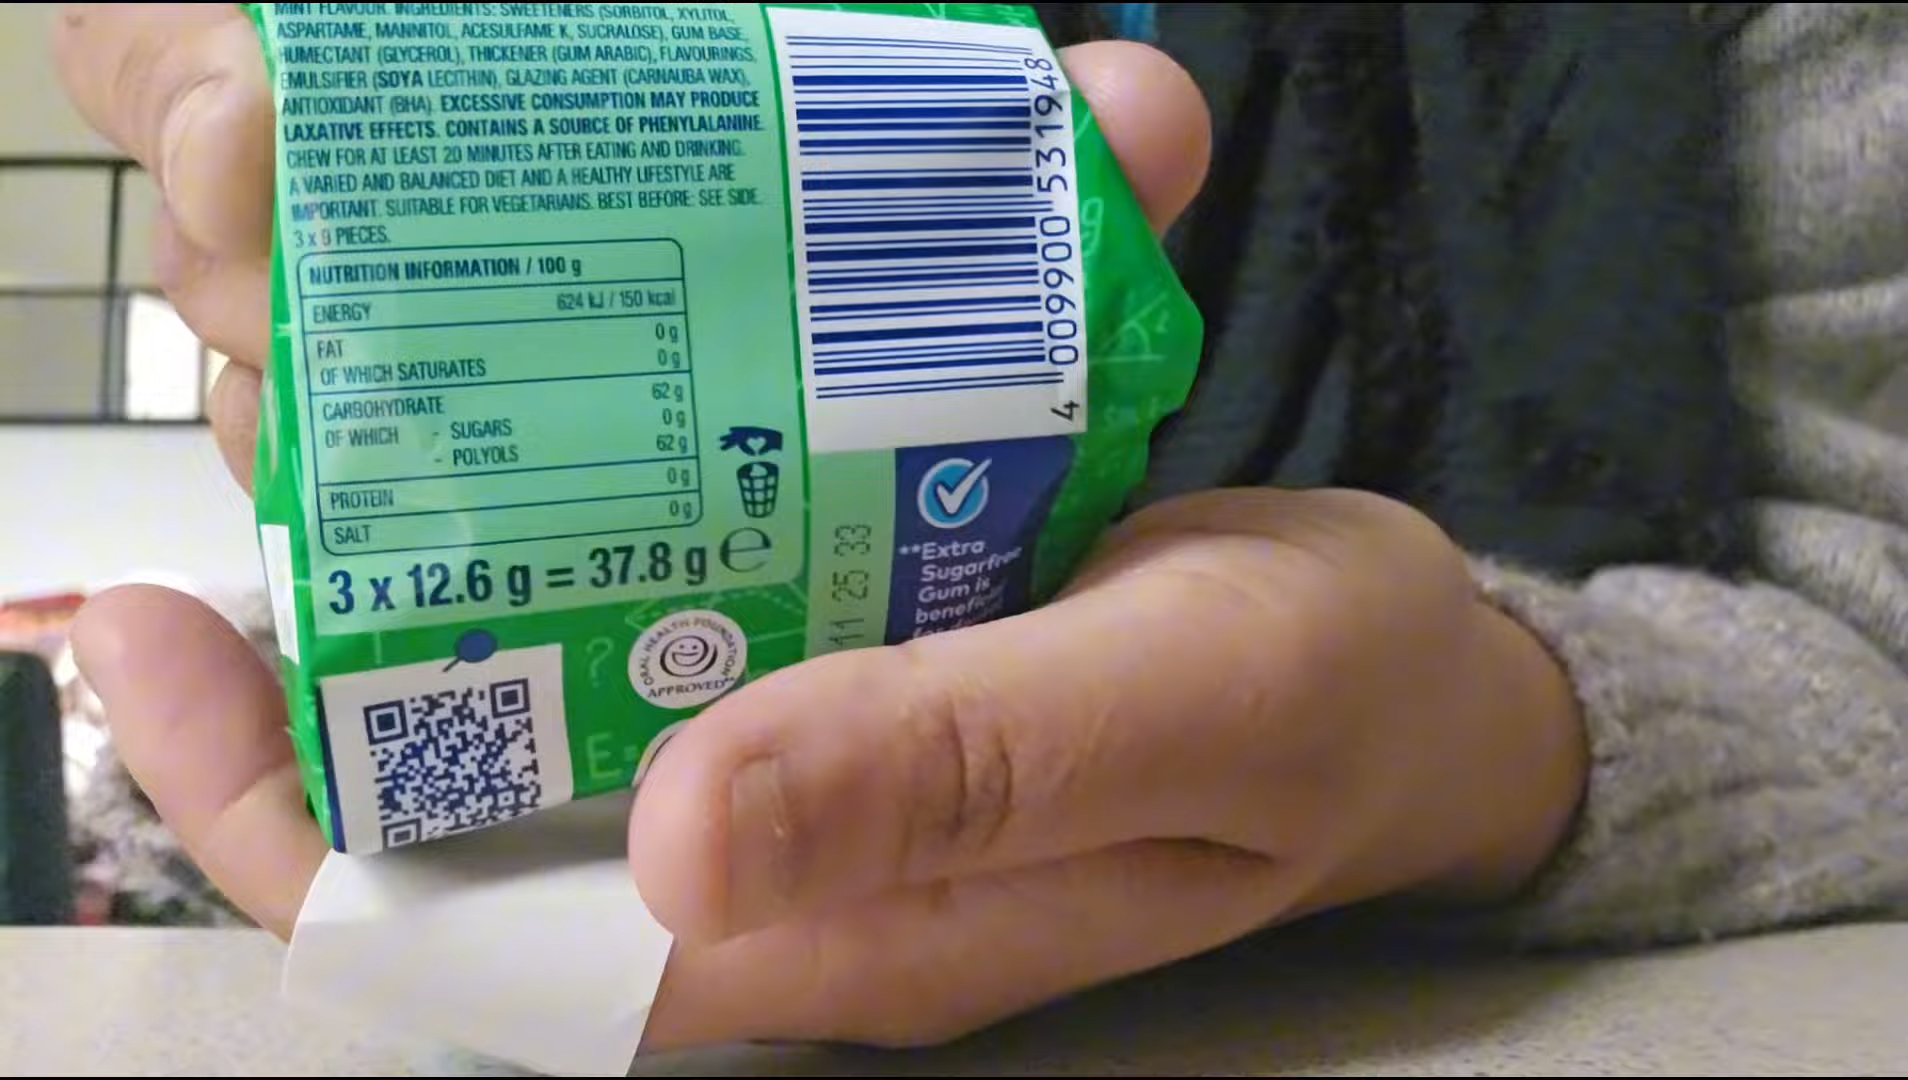 MINT FLAVOUR. INGREDIENTS: SWEETENERS (SORBITOL, XYLITOL,
ASPARTAME, MANNITOL, ACESULFAME K, SUCRALOSE), GUM BASE,
HUMECTANT (GLYCEROL), THICKENER (GUM ARABIC), FLAVOURINGS,
EMULSIFIER (SOYA LECITHIN), GLAZING AGENT (CARNAUBA WAX),
ANTIOXIDANT (BHA). EXCESSIVE CONSUMPTION MAY PRODUCE
LAXATIVE EFFECTS. CONTAINS A SOURCE OF PHENYLALANINE.
CHEW FOR AT LEAST 20 MINUTES AFTER EATING AND DRINKING.
A VARIED AND BALANCED DIET AND A HEALTHY LIFESTYLE ARE
IMPORTANT. SUITABLE FOR VEGETARIANS. BEST BEFORE: SEE SIDE.
3 x 9 PIECES.
NUTRITION INFORMATION / 100 g
ENERGY 624 kJ / 150 kcal
FAT 0 g
OF WHICH SATURATES 0 g
CARBOHYDRATE 62 g
OF WHICH - SUGARS 0 g
- POLYOLS 62 g
PROTEIN 0 g
SALT 0 g
3 x 12.6 g = 37.8 g e
4 009900 531948
11 25 33
**Extra
Sugarfree
Gum is
ORAL HEALTH FOUNDATION
APPROVED
?
E=